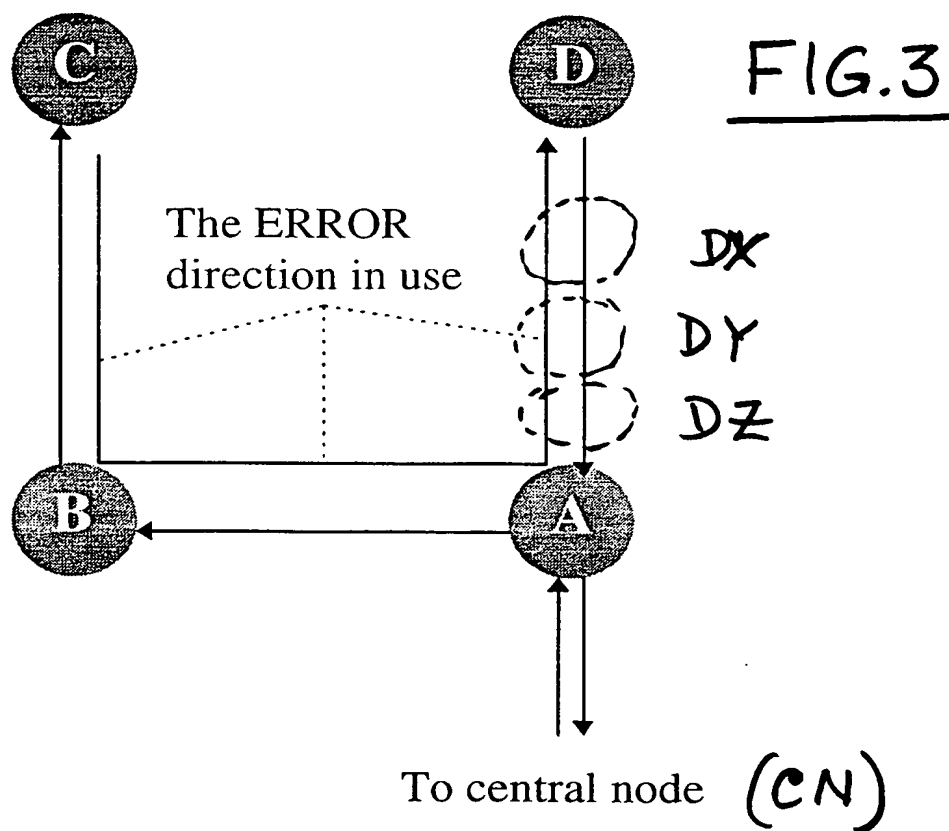 C
D
FIG.3
The ERROR
direction in use
DX
DY
DZ
B
A
To central node (CN)